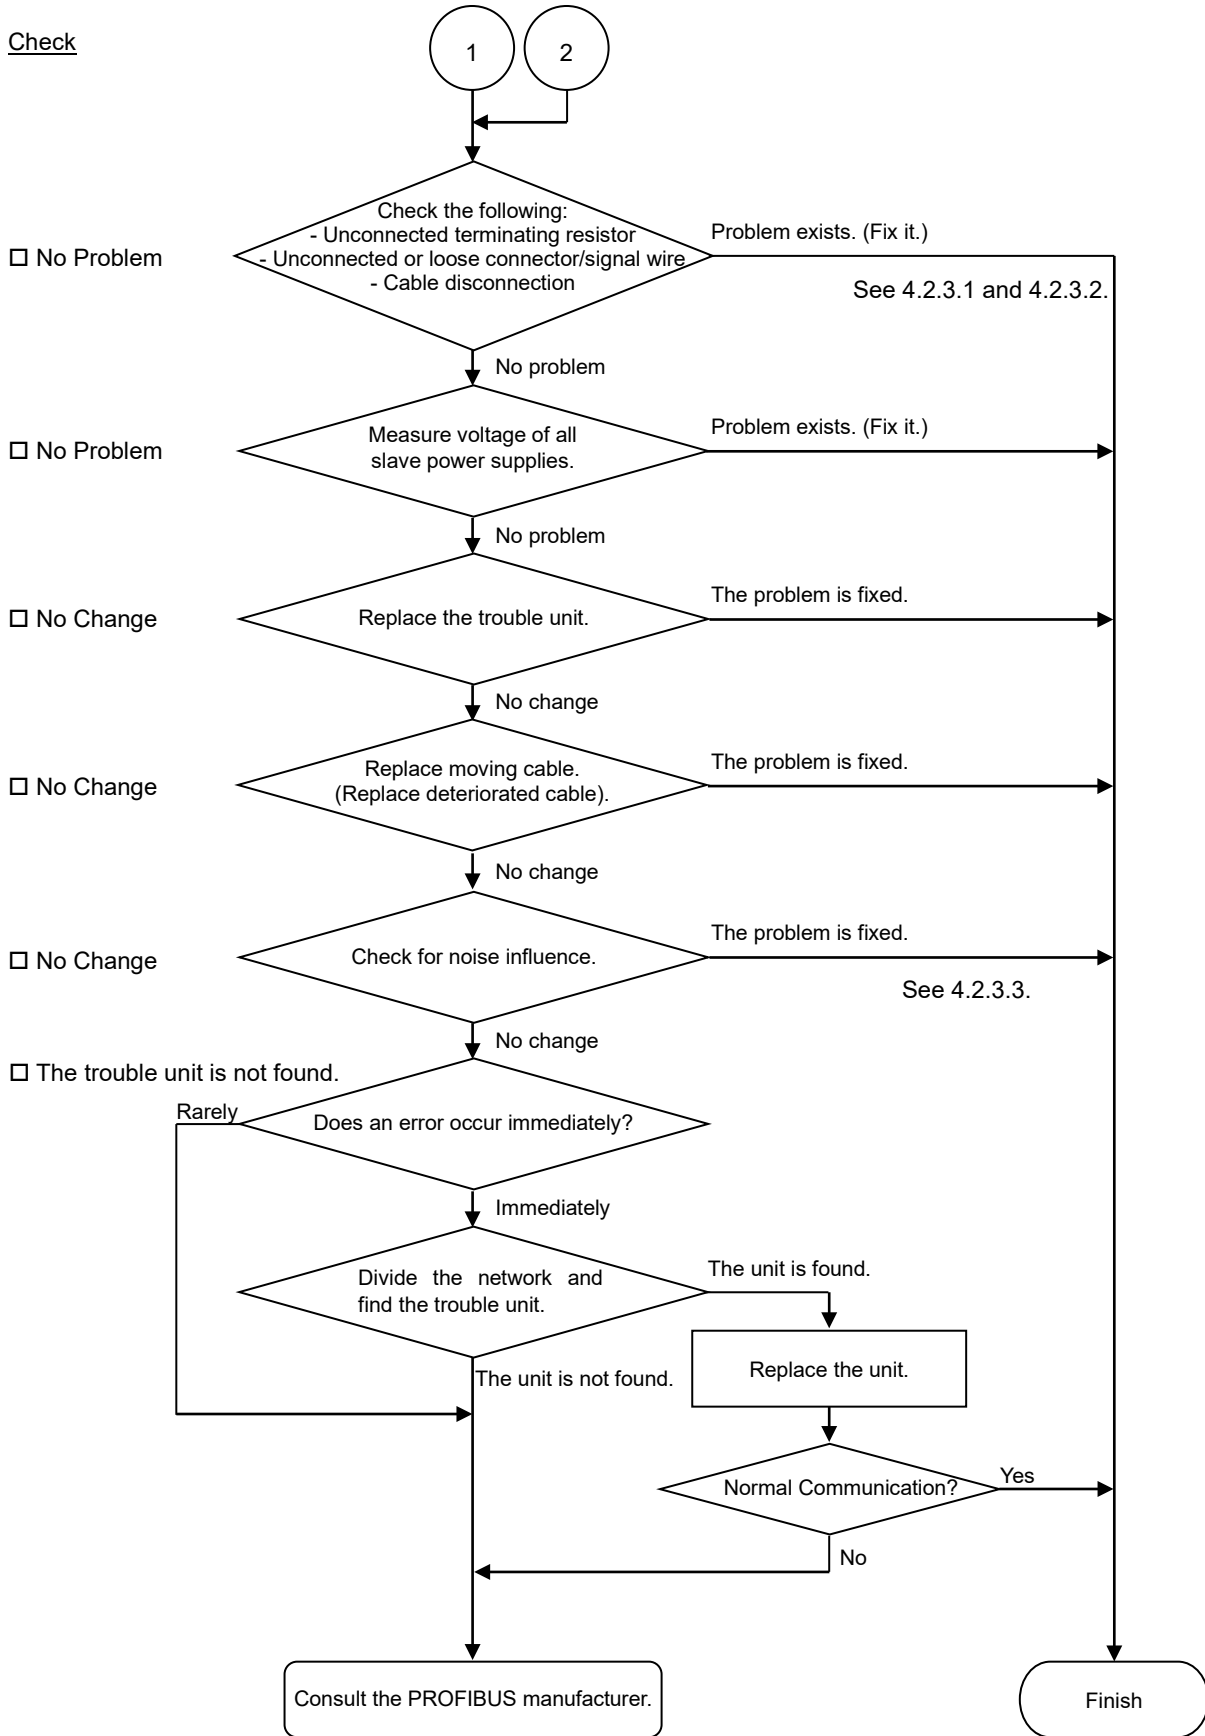 Check
1
2
Check the following:
- Unconnected terminating resistor
- Unconnected or loose connector/signal wire
- Cable disconnection
Problem exists. (Fix it.)
☐ No Problem
See 4.2.3.1 and 4.2.3.2.
No problem
Measure voltage of all
slave power supplies.
Problem exists. (Fix it.)
☐ No Problem
No problem
Replace the trouble unit.
The problem is fixed.
☐ No Change
No change
Replace moving cable.
(Replace deteriorated cable).
The problem is fixed.
☐ No Change
No change
Check for noise influence.
The problem is fixed.
☐ No Change
See 4.2.3.3.
No change
☐ The trouble unit is not found.
Rarely
Does an error occur immediately?
Immediately
Divide the network and
find the trouble unit.
The unit is found.
Replace the unit.
The unit is not found.
Normal Communication?
Yes
No
Consult the PROFIBUS manufacturer.
Finish